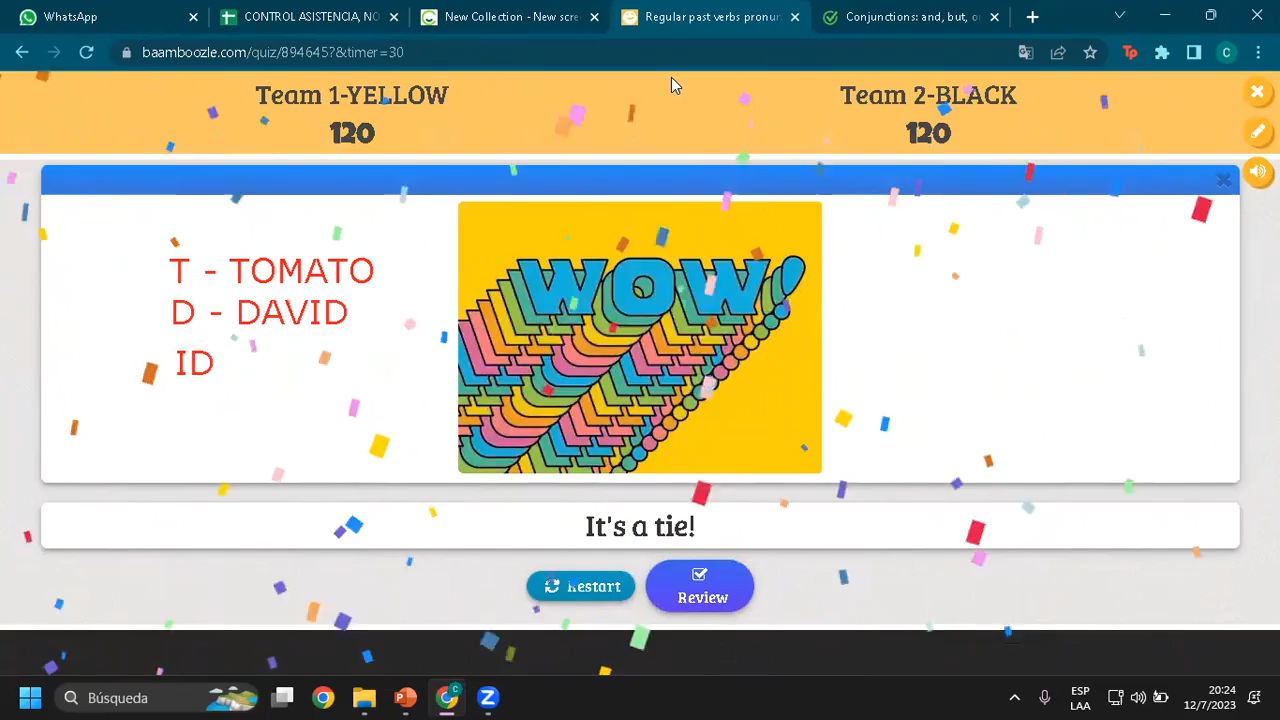 WhatsApp
CONTROL ASISTENCIA, NO
New Collection - New scre
Regular past verbs pronun
Conjunctions: and, but, o
baamboozle.com/quiz/894645?&timer=30
Team 1-YELLOW
120
Team 2-BLACK
120
T - TOMATO
D - DAVID
ID
WOW!
It's a tie!
Restart
Review
Búsqueda
ESP
LAA
20:24
12/7/2023